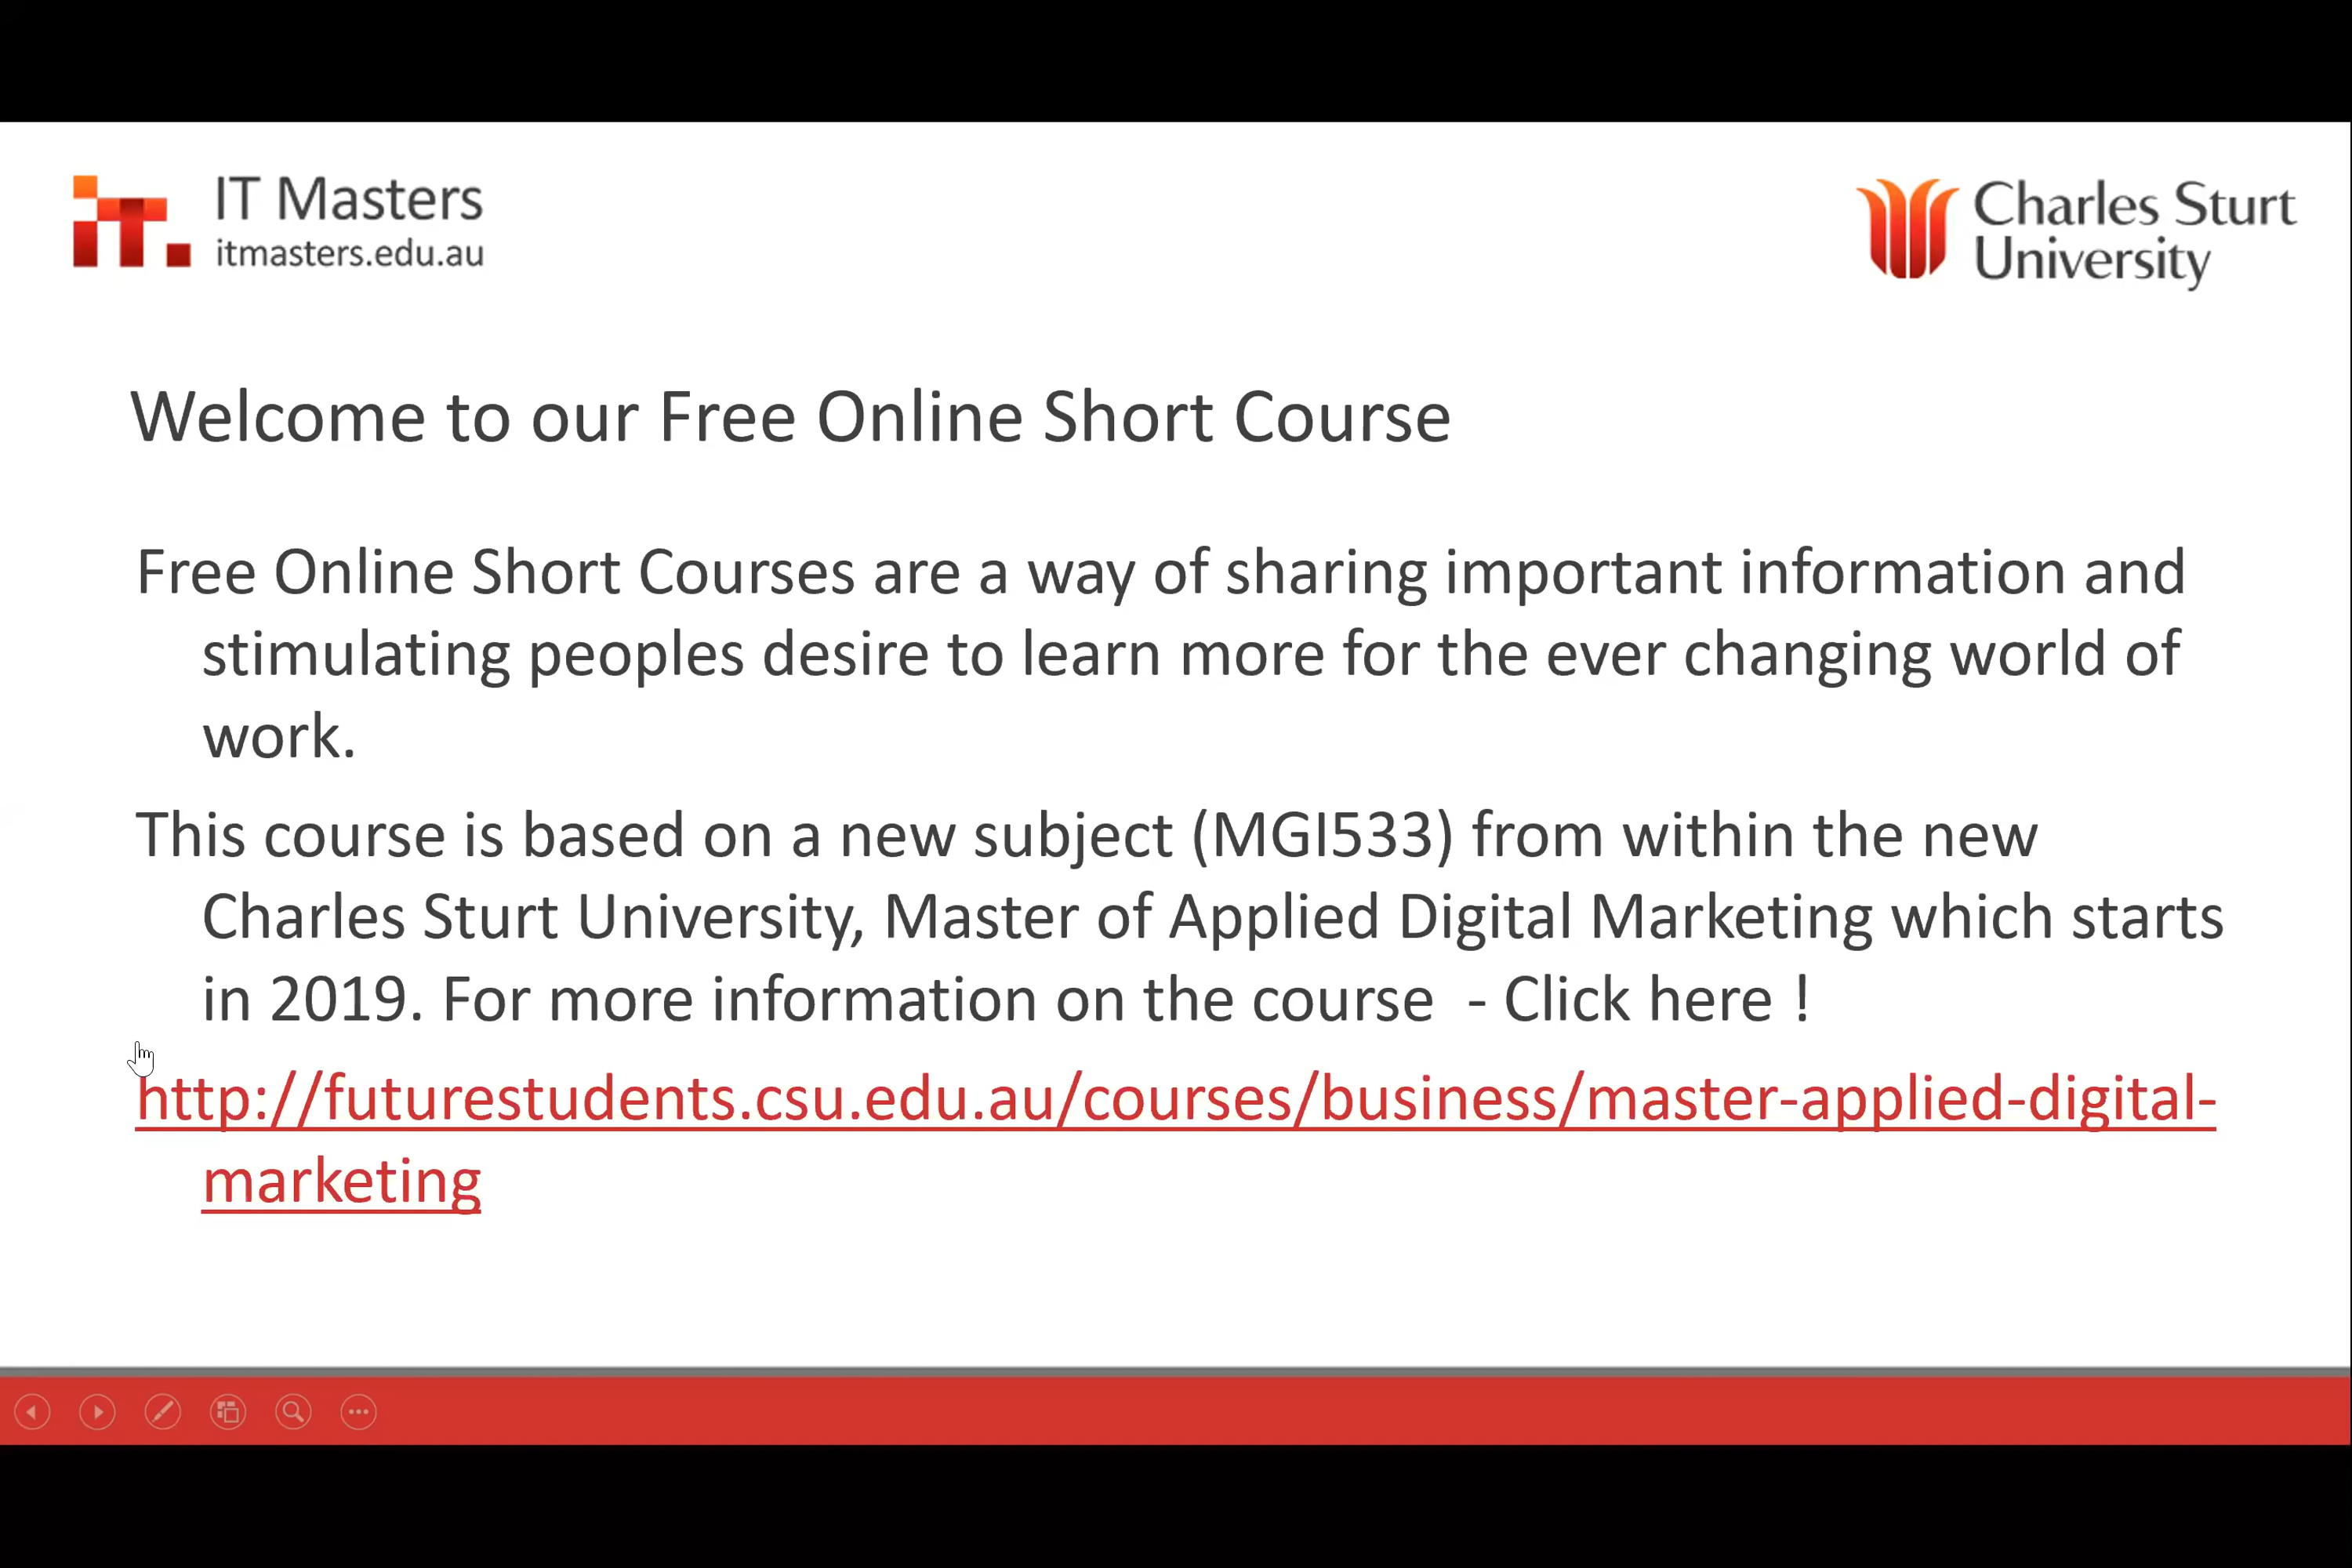 IT Masters
itmasters.edu.au
Charles Sturt
University
Welcome to our Free Online Short Course
Free Online Short Courses are a way of sharing important information and
stimulating peoples desire to learn more for the ever changing world of
work.
This course is based on a new subject (MGI533) from within the new
Charles Sturt University, Master of Applied Digital Marketing which starts
in 2019. For more information on the course  - Click here !
http://futurestudents.csu.edu.au/courses/business/master-applied-digital-
marketing